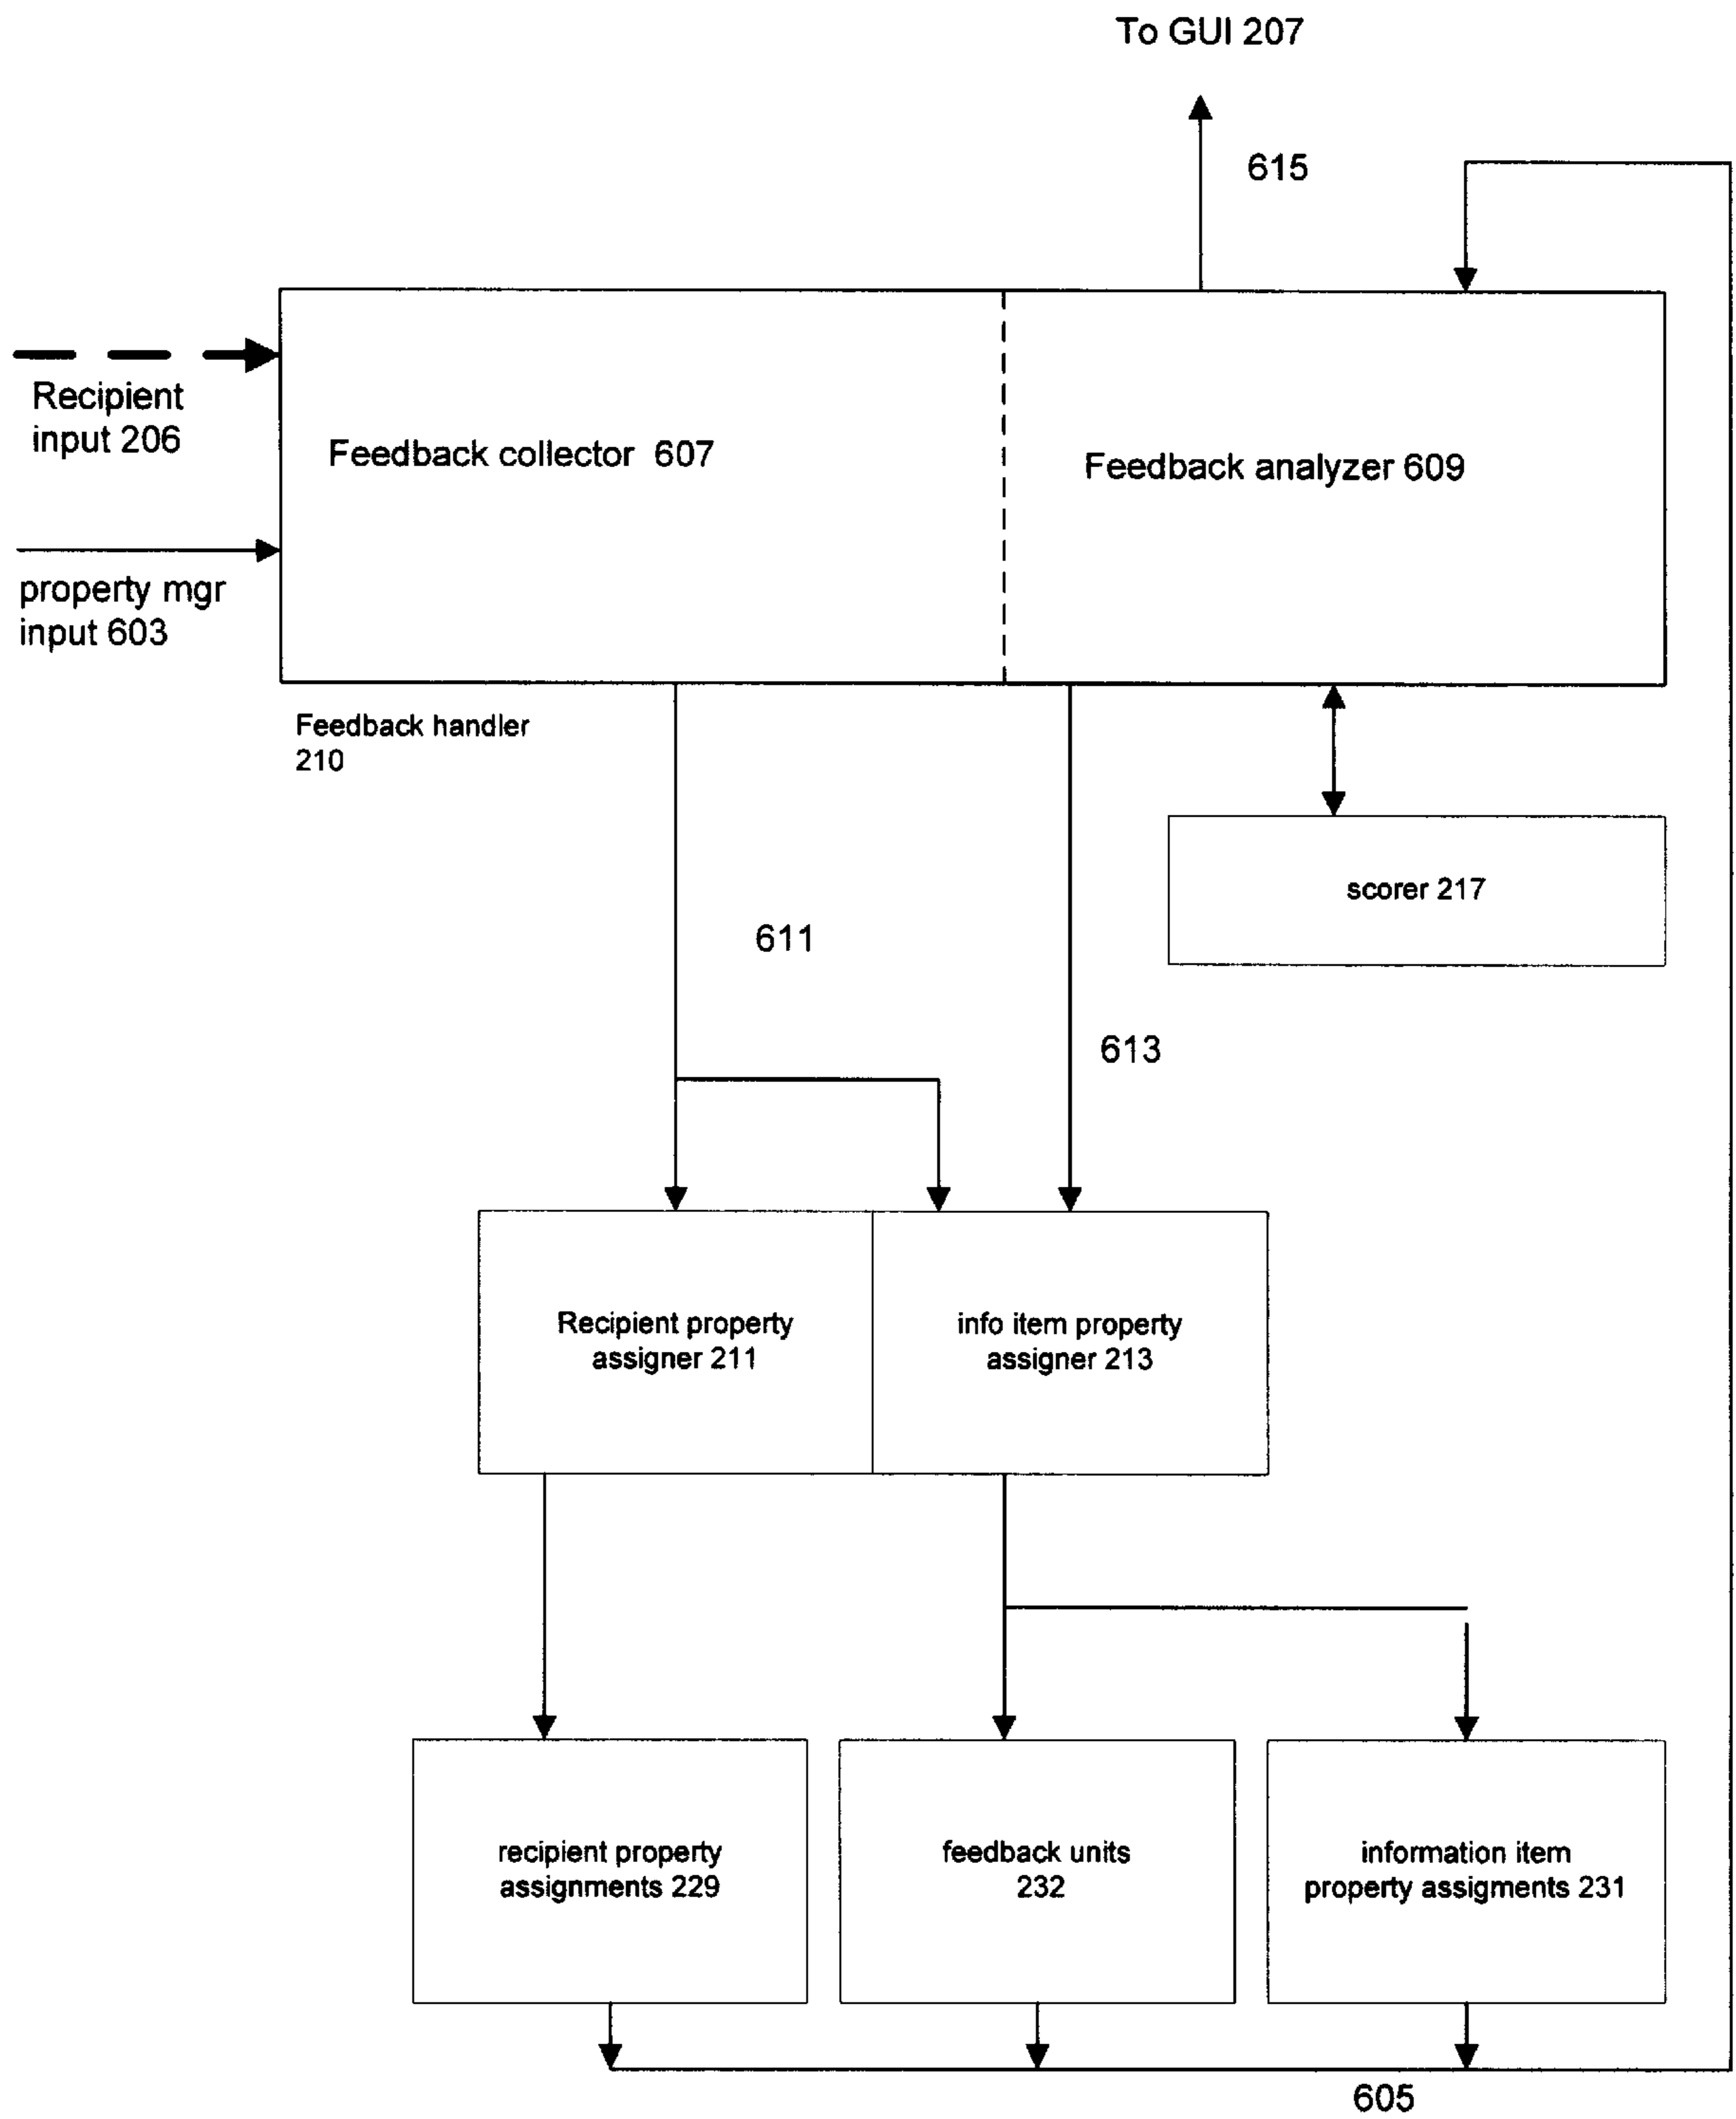 To GUI 207
615
Recipient
input 206
Feedback collector 607
Feedback analyzer 609
property mgr
input 603
Feedback handler
210
scorer 217
611
613
Recipient property
assigner 211
info item property
assigner 213
recipient property
assignments 229
feedback units
232
information item
property assigments 231
605